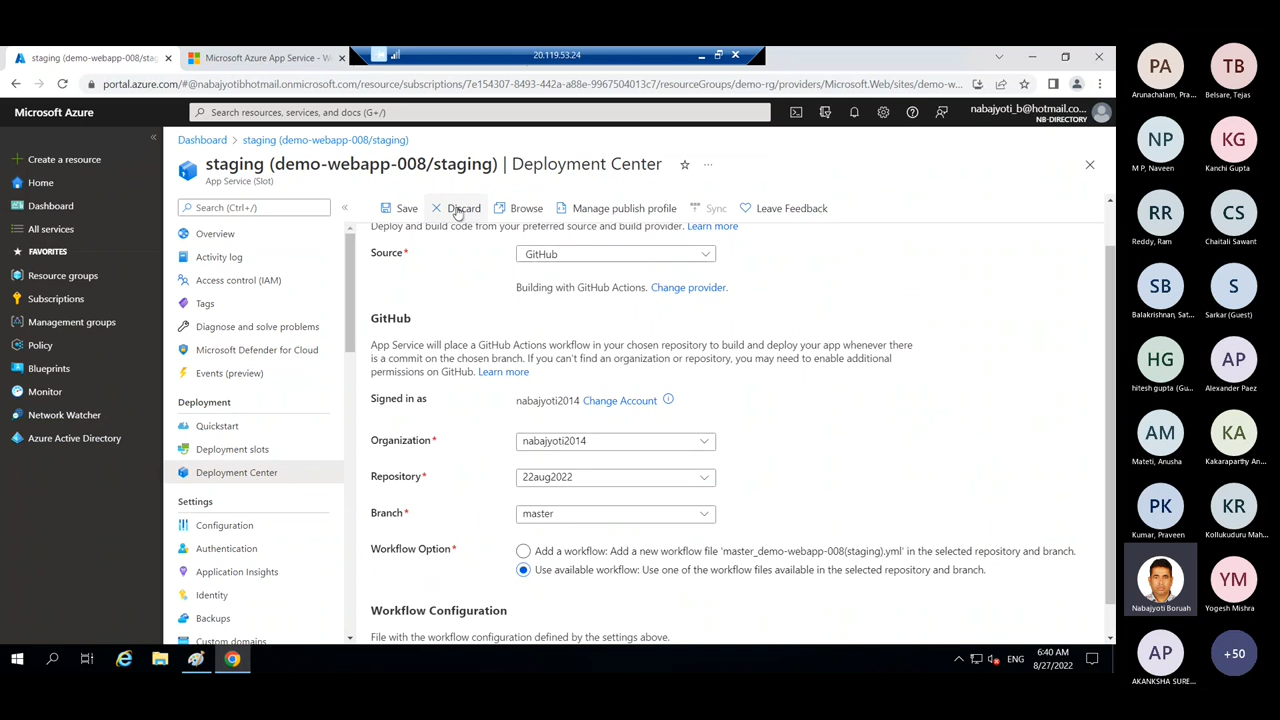 staging (demo-webapp-008/stag
Microsoft Azure App Service - W
20.119.53.24
portal.azure.com/#@nabajyotibhotmail.onmicrosoft.com/resource/subscriptions/7e154307-8493-442a-a88e-9967504013c7/resourceGroups/demo-rg/providers/Microsoft.Web/sites/demo-w...
Microsoft Azure
Search resources, services, and docs (G+/)
nabajyoti_b@hotmail.co...
NB-DIRECTORY
Create a resource
Home
Dashboard
All services
FAVORITES
Resource groups
Subscriptions
Management groups
Policy
Blueprints
Monitor
Network Watcher
Azure Active Directory
Dashboard > staging (demo-webapp-008/staging)
staging (demo-webapp-008/staging) | Deployment Center
App Service (Slot)
Search (Ctrl+/)
Overview
Activity log
Access control (IAM)
Tags
Diagnose and solve problems
Microsoft Defender for Cloud
Events (preview)
Deployment
Quickstart
Deployment slots
Deployment Center
Settings
Configuration
Authentication
Application Insights
Identity
Backups
Custom domains
Save Discard Browse Manage publish profile Sync Leave Feedback
Deploy and build code from your preferred source and build provider. Learn more
Source* GitHub
Building with GitHub Actions. Change provider.
GitHub
App Service will place a GitHub Actions workflow in your chosen repository to build and deploy your app whenever there
is a commit on the chosen branch. If you can't find an organization or repository, you may need to enable additional
permissions on GitHub. Learn more
Signed in as nabajyoti2014 Change Account
Organization* nabajyoti2014
Repository* 22aug2022
Branch* master
Workflow Option* Add a workflow: Add a new workflow file 'master_demo-webapp-008(staging).yml' in the selected repository and branch.
Use available workflow: Use one of the workflow files available in the selected repository and branch.
Workflow Configuration
File with the workflow configuration defined by the settings above.
ENG
6:40 AM
8/27/2022
PA
Arunachalam, Pra...
TB
Belsare, Tejas
NP
M P, Naveen
KG
Kanchi Gupta
RR
Reddy, Ram
CS
Chaitali Sawant
SB
Balakrishnan, Sat...
S
Sarkar (Guest)
HG
hitesh gupta (Gu...
AP
Alexander Paez
AM
Mateti, Anusha
KA
Kakaraparthy An...
PK
Kumar, Praveen
KR
Kollukuduru Mah...
Nabajyoti Boruah
YM
Yogesh Mishra
AP
AKANKSHA SURE...
+50